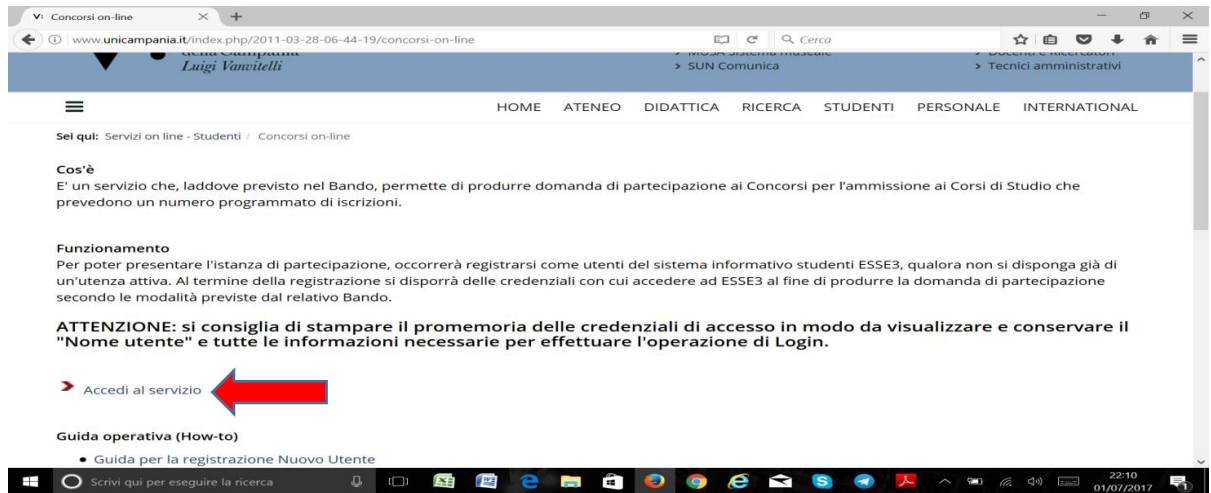 Concorsi on-line
www.unicampania.it/index.php/2011-03-28-06-44-19/concorsi-on-line
Cerca
della Campania
Luigi Vanvitelli
MUSA Sistema museale
SUN Comunica
Docenti e Ricercatori
Tecnici amministrativi
HOME ATENEO DIDATTICA RICERCA STUDENTI PERSONALE INTERNATIONAL
Sei qui: Servizi on line - Studenti / Concorsi on-line
Cos'è
E' un servizio che, laddove previsto nel Bando, permette di produrre domanda di partecipazione ai Concorsi per l'ammissione ai Corsi di Studio che
prevedono un numero programmato di iscrizioni.
Funzionamento
Per poter presentare l'istanza di partecipazione, occorrerà registrarsi come utenti del sistema informativo studenti ESSE3, qualora non si disponga già di
un'utenza attiva. Al termine della registrazione si disporrà delle credenziali con cui accedere ad ESSE3 al fine di produrre la domanda di partecipazione
secondo le modalità previste dal relativo Bando.
ATTENZIONE: si consiglia di stampare il promemoria delle credenziali di accesso in modo da visualizzare e conservare il
"Nome utente" e tutte le informazioni necessarie per effettuare l'operazione di Login.
Accedi al servizio
Guida operativa (How-to)
• Guida per la registrazione Nuovo Utente
Scrivi qui per eseguire la ricerca
22:10
01/07/2017